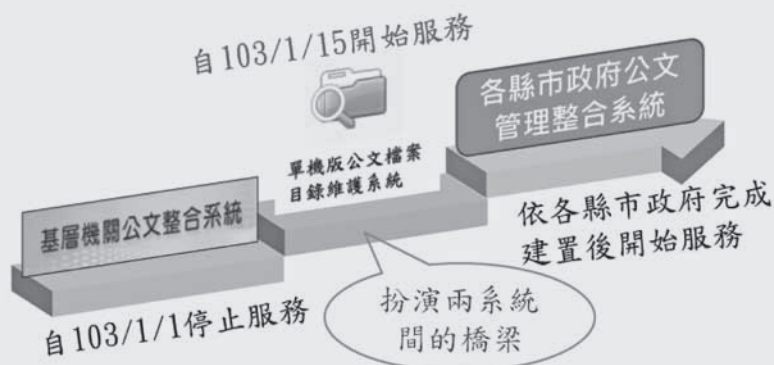 自103/1/15開始服務
各縣市政府公文
管理整合系統
單機版公文檔案
目錄維護系統
基層機關公文整合系統
依各縣市政府完成
建置後開始服務
自103/1/1停止服務
扮演兩系統
間的橋梁